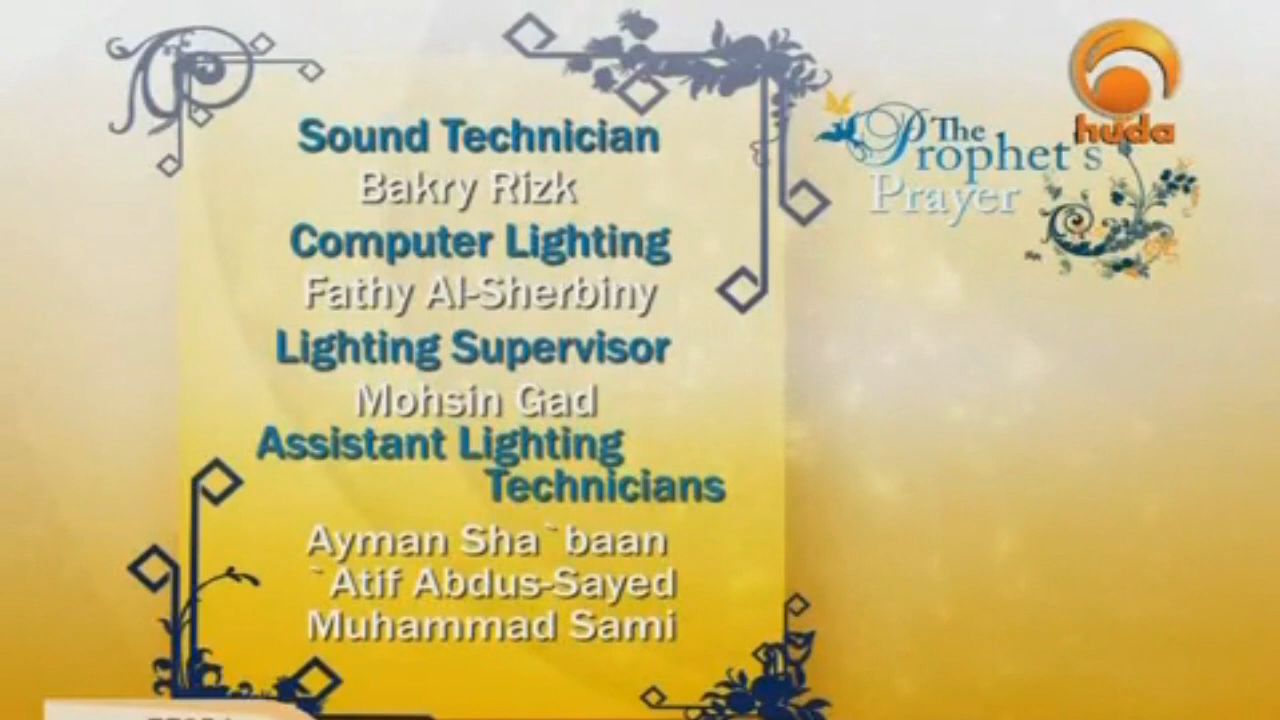 Sound Technician
Bakry Rizk
Computer Lighting
Fathy Al-Sherbiny
Lighting Supervisor
Mohsin Gad
Assistant Lighting
Technicians
Ayman Sha`baan
`Atif Abdus-Sayed
Muhammad Sami
The
Prophet's
Prayer
huda